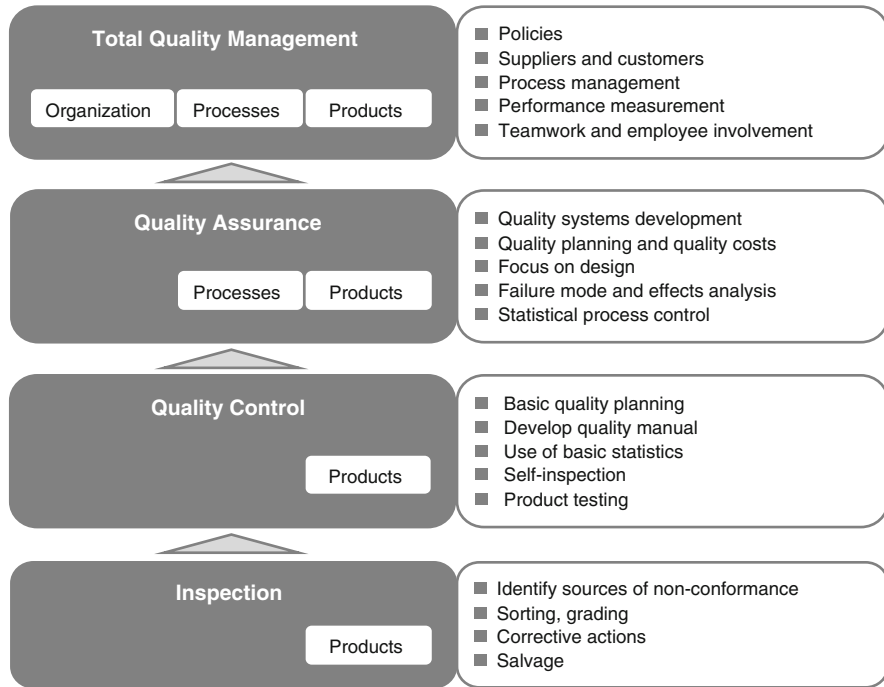 Total Quality Management
Organization
Processes
Products
Policies
Suppliers and customers
Process management
Performance measurement
Teamwork and employee involvement
Quality Assurance
Processes
Products
Quality systems development
Quality planning and quality costs
Focus on design
Failure mode and effects analysis
Statistical process control
Quality Control
Products
Basic quality planning
Develop quality manual
Use of basic statistics
Self-inspection
Product testing
Inspection
Products
Identify sources of non-conformance
Sorting, grading
Corrective actions
Salvage